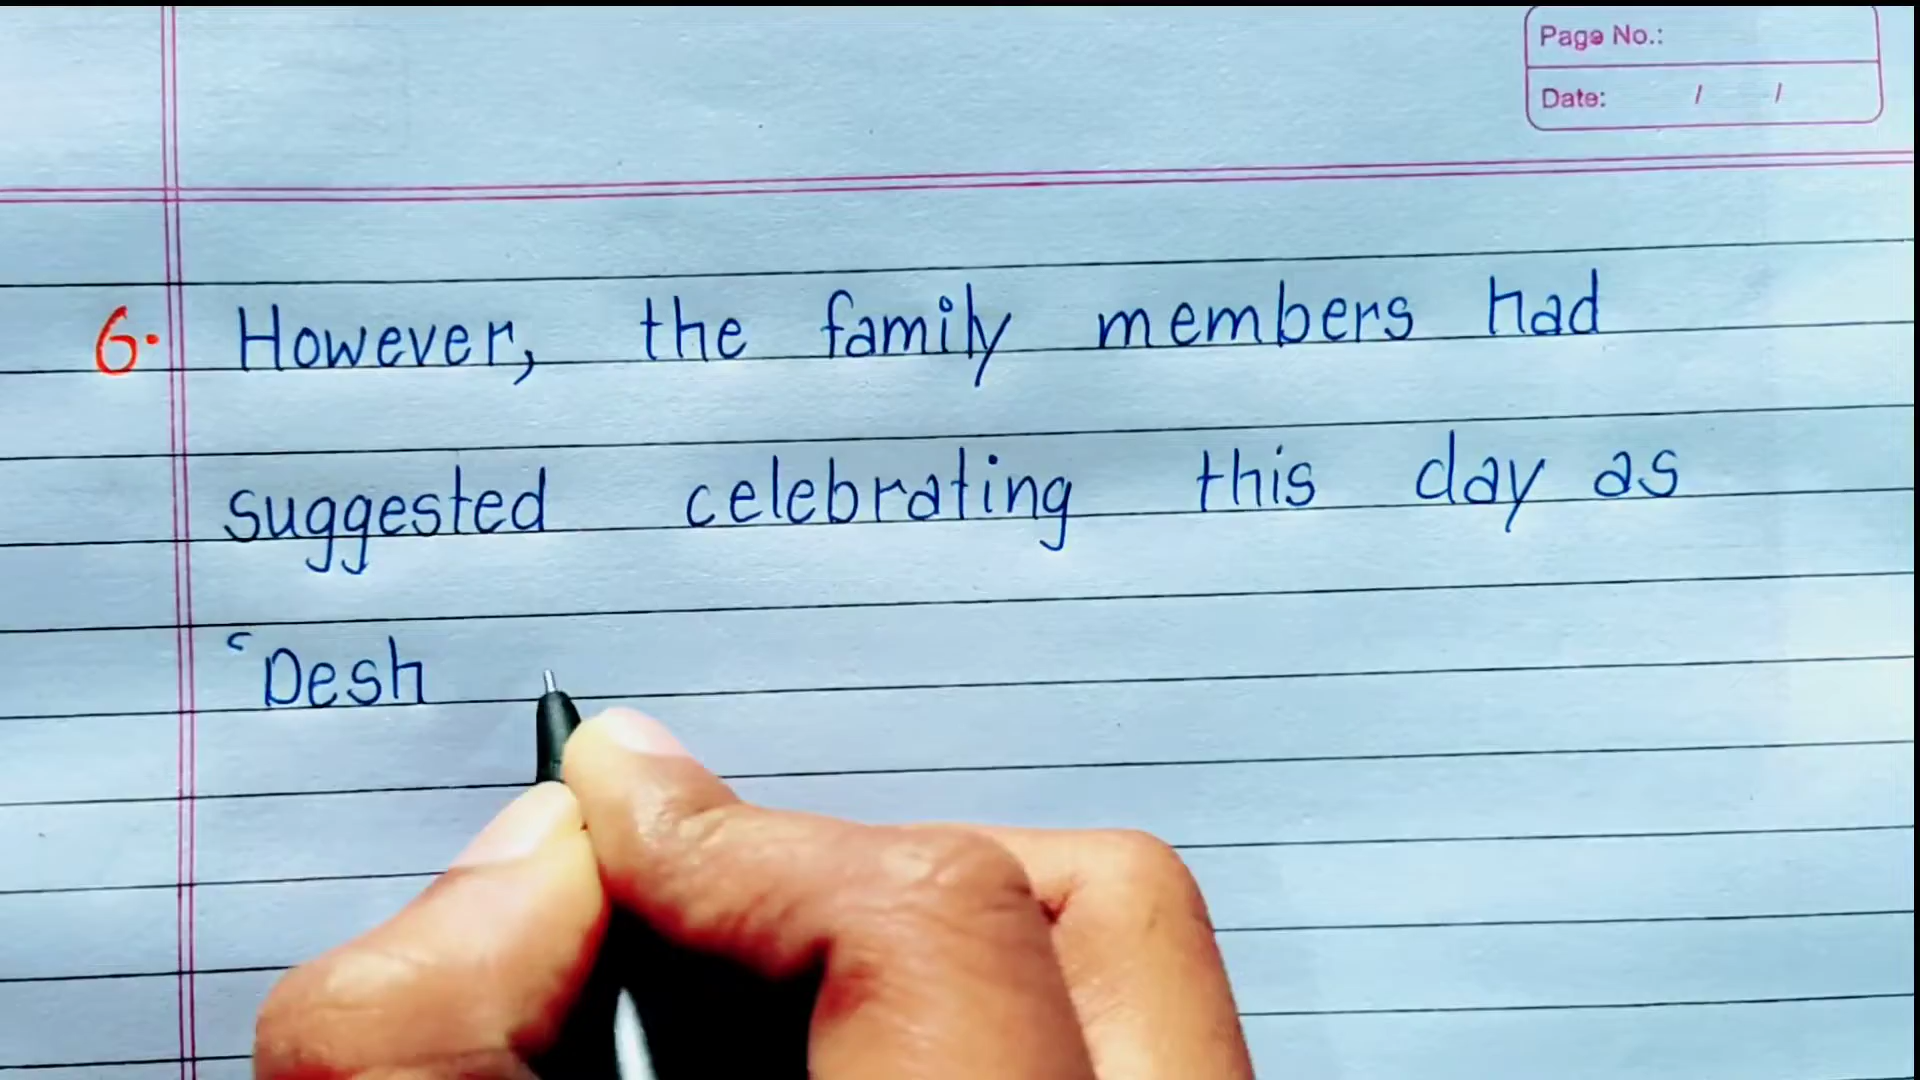 Page No.:
Date: / /
6. However, the family members had
suggested celebrating this day as
‘Desh